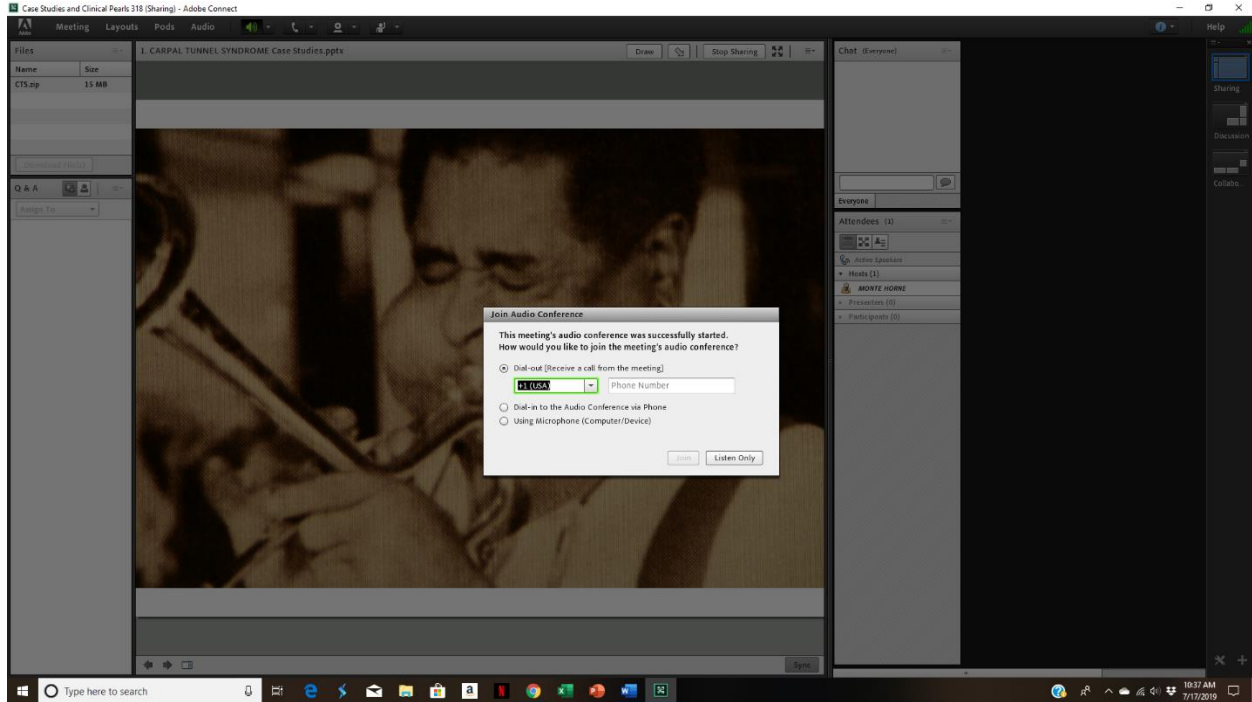 Case Studies and Clinical Pearls 318 (Sharing) - Adobe Connect
Adobe
Meeting Layouts Pods Audio
Help
Files
Name Size
CTS.zip 15 MB
Download File(s)
Q & A
Assign To
1. CARPAL TUNNEL SYNDROME Case Studies.pptx
Draw
Stop Sharing
Join Audio Conference
This meeting's audio conference was successfully started.
How would you like to join the meeting's audio conference?
Dial-out [Receive a call from the meeting]
+1 (USA)
Phone Number
Dial-in to the Audio Conference via Phone
Using Microphone (Computer/Device)
Join
Listen Only
Sync
Chat (Everyone)
Everyone
Attendees (1)
Active Speakers
Hosts (1)
MONTE HORNE
Presenters (0)
Participants (0)
Sharing
Discussion
Collabo...
Type here to search
10:37 AM
7/17/2019